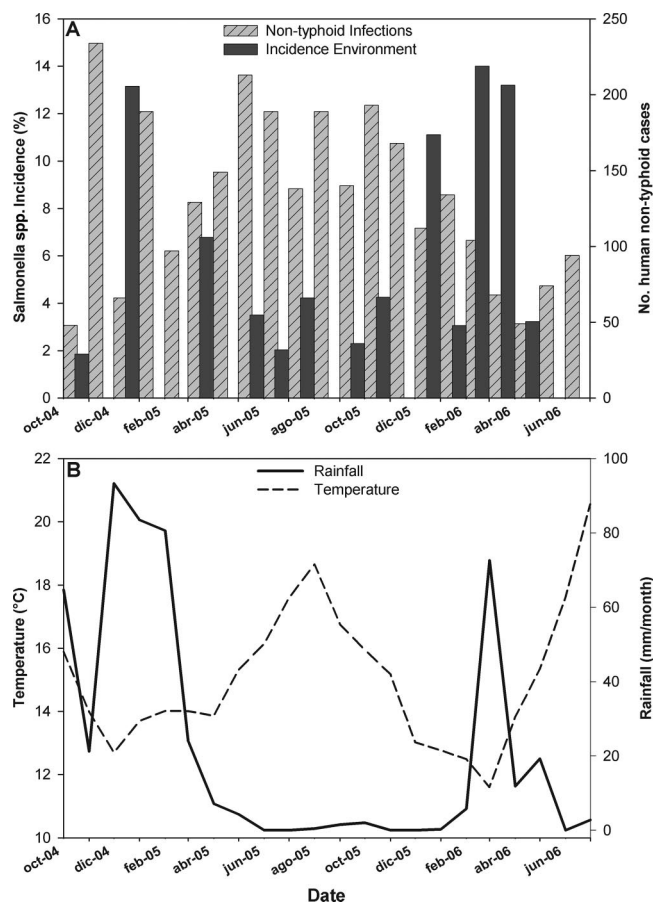 A
Non-typhoid Infections
Incidence Environment
Salmonella spp. Incidence (%)
16
14
12
10
8
6
4
2
0
No. human non-typhoid cases
250
200
150
100
50
0
oct-04
dic-04
feb-05
abr-05
jun-05
ago-05
oct-05
dic-05
feb-06
abr-06
jun-06
B
Rainfall
Temperature
Temperature (°C)
22
20
18
16
14
12
10
Rainfall (mm/month)
100
80
60
40
20
0
oct-04
dic-04
feb-05
abr-05
jun-05
ago-05
oct-05
dic-05
feb-06
abr-06
jun-06
Date